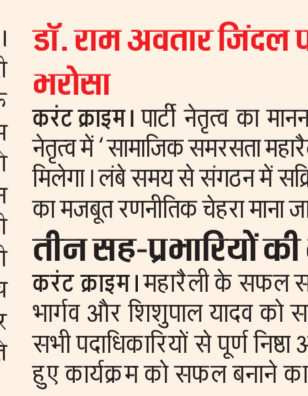 डॉ. राम अवतार जिंदल
भरोसा
करंट क्राइम। पार्टी नेतृत्व का मानन
नेतृत्व में ‘ सामाजिक समरसता महारै
मिलेगा। लंबे समय से संगठन में सक्रि
का मजबूत रणनीतिक चेहरा माना जा
तीन सह-प्रभारियों की
करंट क्राइम। महारैली के सफल स
भार्गव और शिशुपाल यादव को स
सभी पदाधिकारियों से पूर्ण निष्ठा
हुए कार्यक्रम को सफल बनाने का